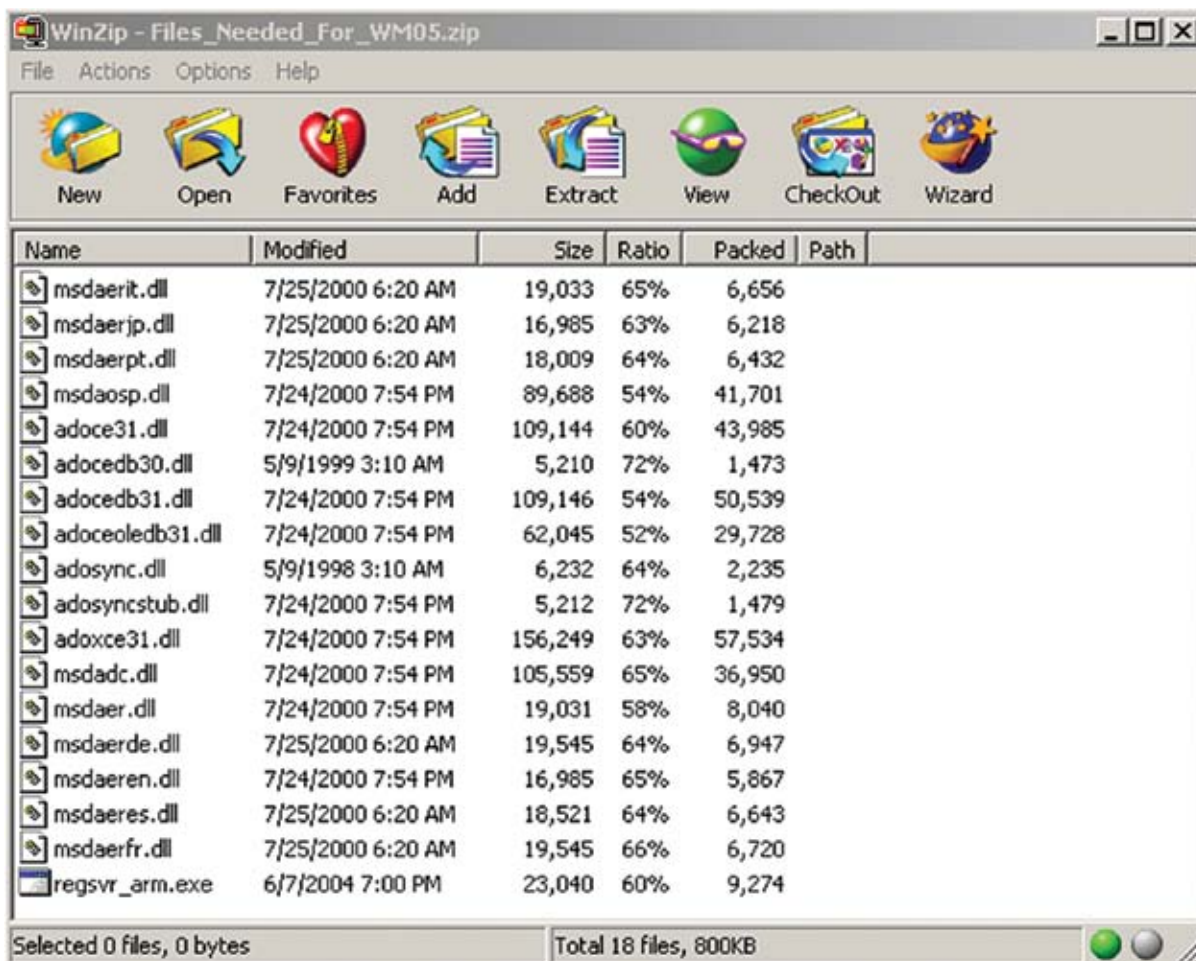 WinZip - Files_Needed_For_WM05.zip
File Actions Options Help
New Open Favorites Add Extract View CheckOut Wizard
Name Modified Size Ratio Packed Path
msdaerit.dll 7/25/2000 6:20 AM 19,033 65% 6,656
msdaerjp.dll 7/25/2000 6:20 AM 16,985 63% 6,218
msdaerpt.dll 7/25/2000 6:20 AM 18,009 64% 6,432
msdaosp.dll 7/24/2000 7:54 PM 89,688 54% 41,701
adoce31.dll 7/24/2000 7:54 PM 109,144 60% 43,985
adocedb30.dll 5/9/1999 3:10 AM 5,210 72% 1,473
adocedb31.dll 7/24/2000 7:54 PM 109,146 54% 50,539
adoceoledb31.dll 7/24/2000 7:54 PM 62,045 52% 29,728
adosync.dll 5/9/1998 3:10 AM 6,232 64% 2,235
adosyncstub.dll 7/24/2000 7:54 PM 5,212 72% 1,479
adoxce31.dll 7/24/2000 7:54 PM 156,249 63% 57,534
msdadc.dll 7/24/2000 7:54 PM 105,559 65% 36,950
msdaer.dll 7/24/2000 7:54 PM 19,031 58% 8,040
msdaerde.dll 7/25/2000 6:20 AM 19,545 64% 6,947
msdaeren.dll 7/24/2000 7:54 PM 16,985 65% 5,867
msdaeres.dll 7/25/2000 6:20 AM 18,521 64% 6,643
msdaerfr.dll 7/25/2000 6:20 AM 19,545 66% 6,720
regsvr_arm.exe 6/7/2004 7:00 PM 23,040 60% 9,274
Selected 0 files, 0 bytes Total 18 files, 800KB